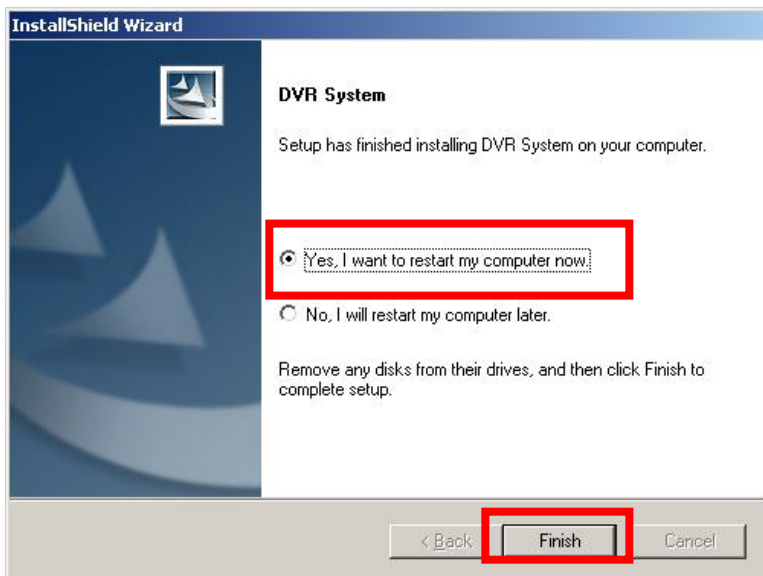 InstallShield Wizard
DVR System
Setup has finished installing DVR System on your computer.
Yes, I want to restart my computer now.
No, I will restart my computer later.
Remove any disks from their drives, and then click Finish to
complete setup.
< Back
Finish
Cancel